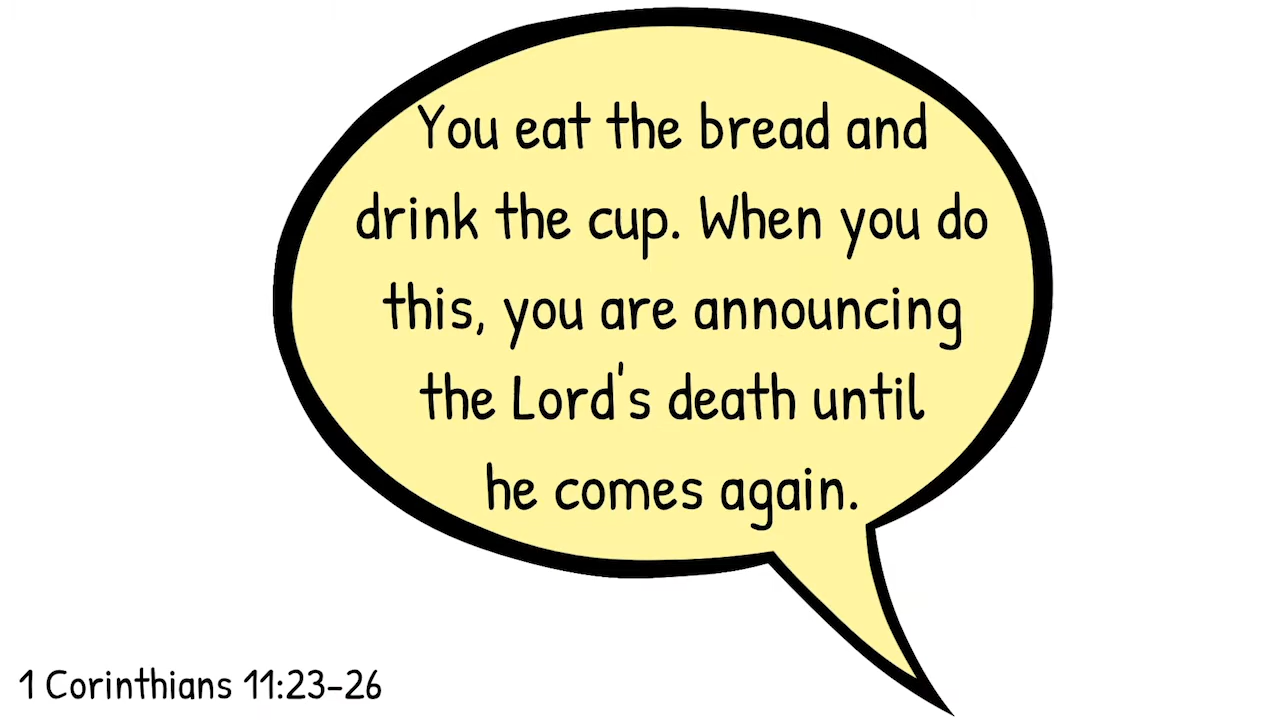 You eat the bread and
drink the cup. When you do
this, you are announcing
the Lord's death until
he comes again.
1 Corinthians 11:23-26